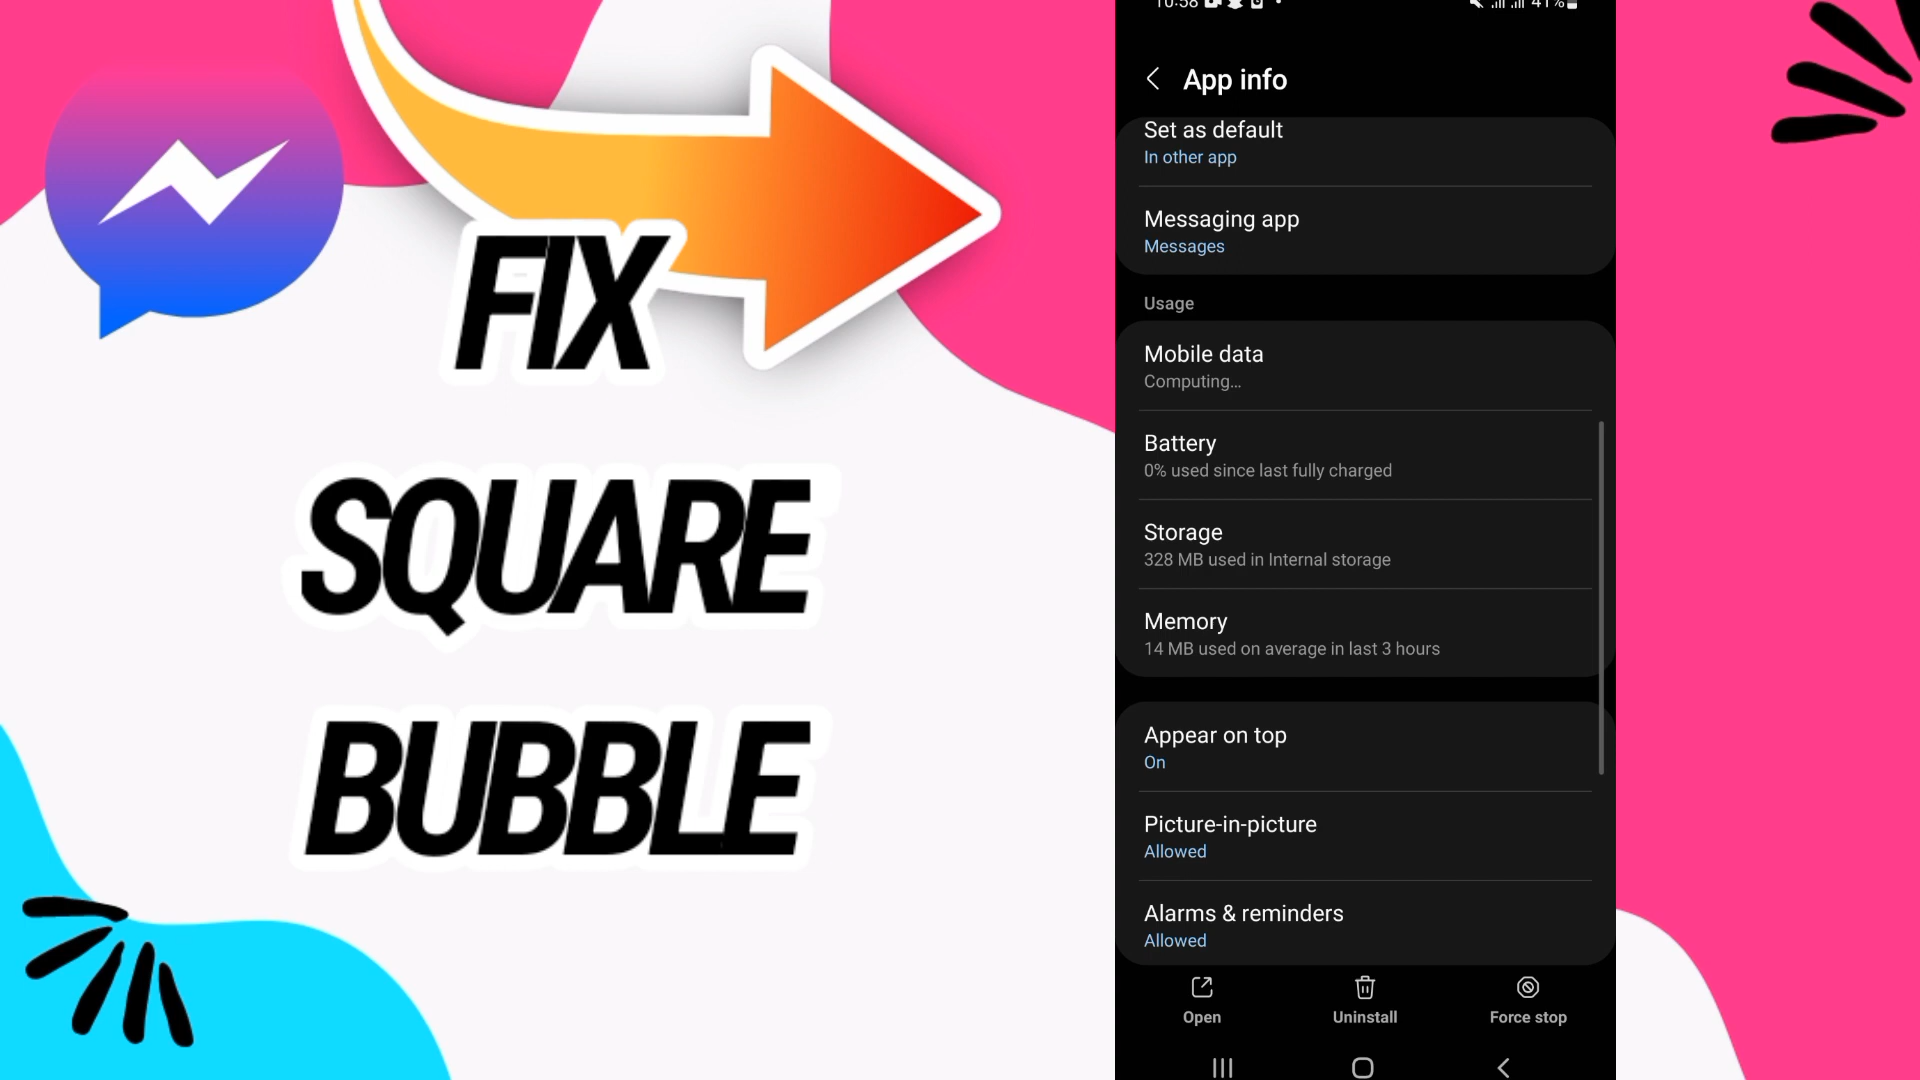 FIX
SQUARE
BUBBLE
10:58
41%
App info
Set as default
In other app
Messaging app
Messages
Usage
Mobile data
Computing…
Battery
0% used since last fully charged
Storage
328 MB used in Internal storage
Memory
14 MB used on average in last 3 hours
Appear on top
On
Picture-in-picture
Allowed
Alarms & reminders
Allowed
Open
Uninstall
Force stop